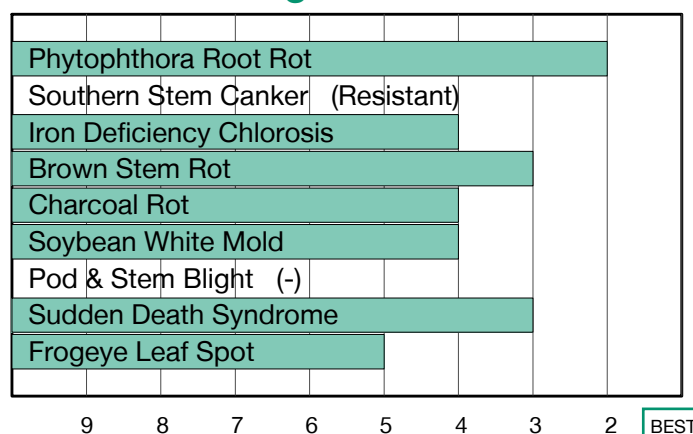 Phytophthora Root Rot
Southern Stem Canker (Resistant)
Iron Deficiency Chlorosis
Brown Stem Rot
Charcoal Rot
Soybean White Mold
Pod & Stem Blight (-)
Sudden Death Syndrome
Frogeye Leaf Spot
9 8 7 6 5 4 3 2 BEST